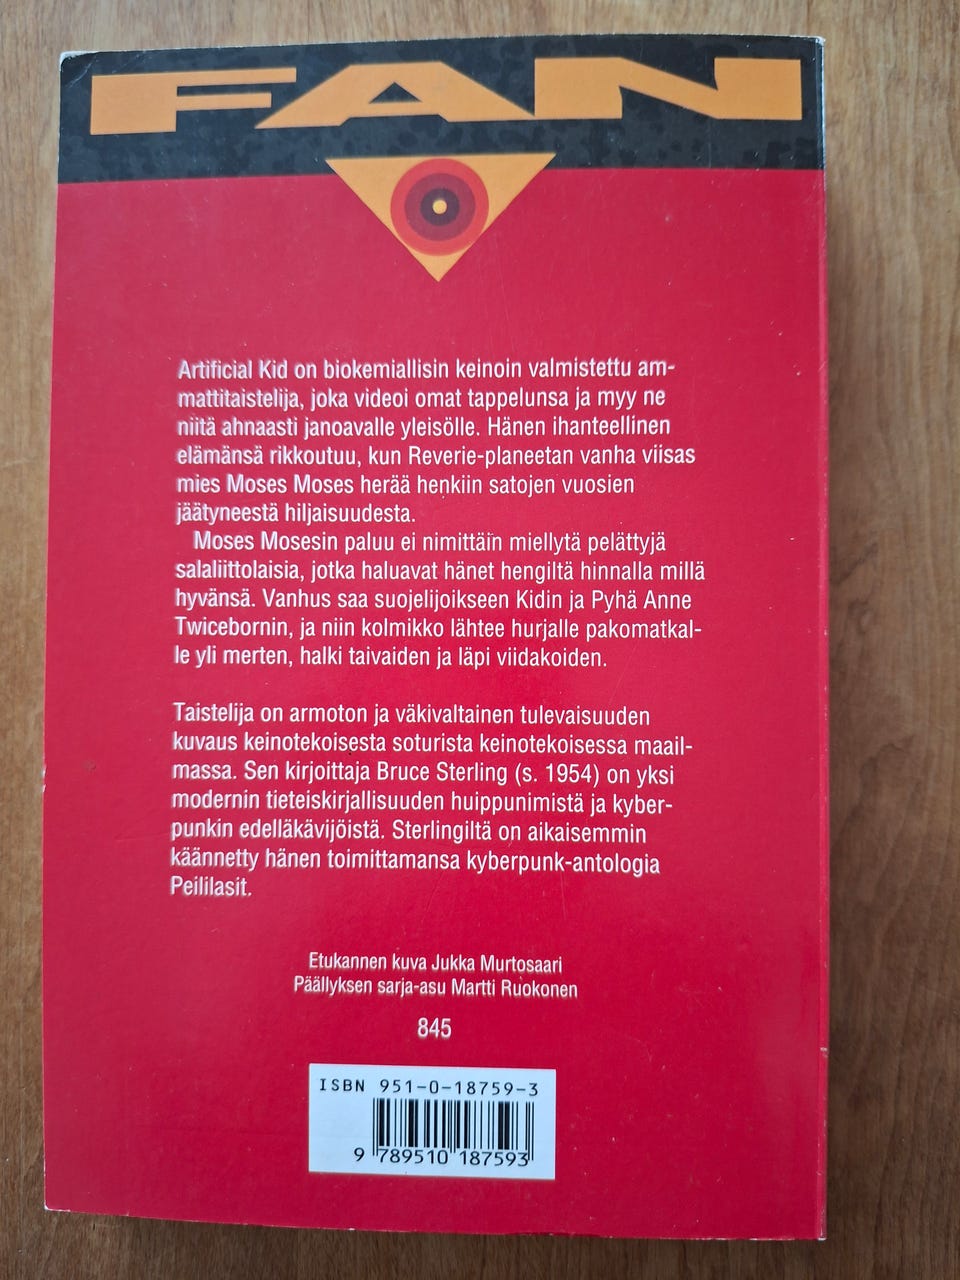 FAN
Artificial Kid on biokemiallisin keinoin valmistettu am-
mattitaistelija, joka videoi omat tappelunsa ja myy ne
niitä ahnaasti janoavalle yleisölle. Hänen ihanteellinen
elämänsä rikkoutuu, kun Reverie-planeetan vanha viisas
mies Moses Moses herää henkiin satojen vuosien
jäätyneestä hiljaisuudesta.
Moses Mosesin paluu ei nimittäin miellytä pelättyjä
salaliittolaisia, jotka haluavat hänet hengiltä hinnalla millä
hyvänsä. Vanhus saa suojelijoikseen Kidin ja Pyhä Anne
Twicebornin, ja niin kolmikko lähtee hurjalle pakomatkal-
le yli merten, halki taivaiden ja läpi viidakoiden.
Taistelija on armoton ja väkivaltainen tulevaisuuden
kuvaus keinotekoisesta soturista keinotekoisessa maail-
massa. Sen kirjoittaja Bruce Sterling (s. 1954) on yksi
modernin tieteiskirjallisuuden huippunimistä ja kyber-
punkin edelläkävijöistä. Sterlingiltä on aikaisemmin
käännetty hänen toimittamansa kyberpunk-antologia
Peililasit.
Etukannen kuva Jukka Murtosaari
Päällyksen sarja-asu Martti Ruokonen
845
ISBN 951-0-18759-3
9 789510 187593